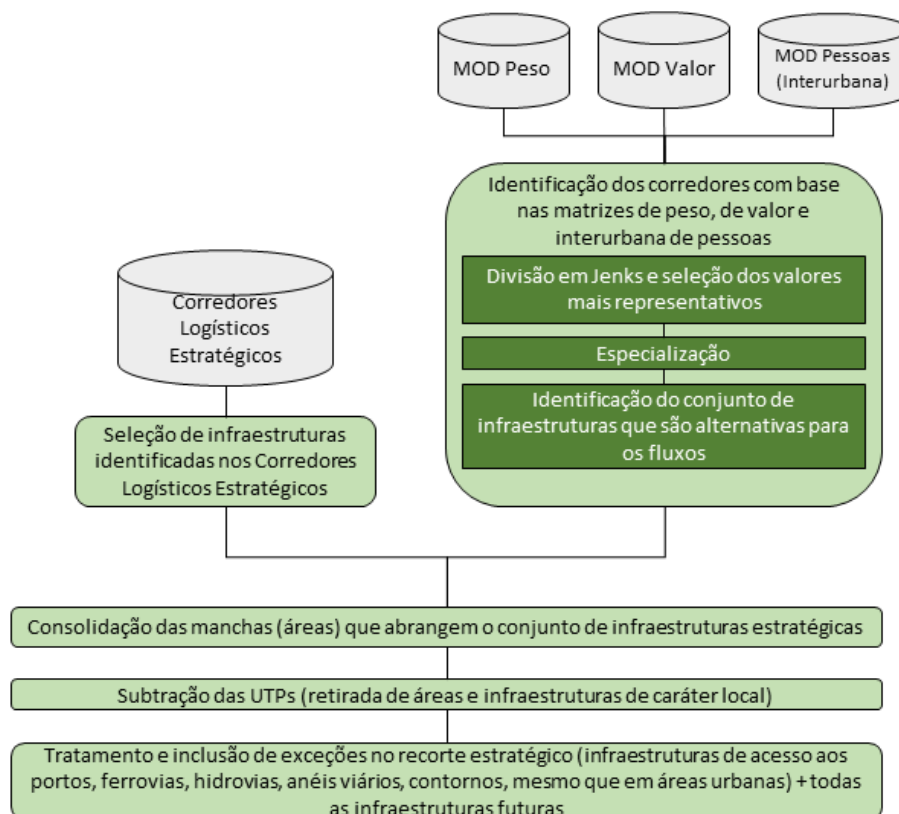 MOD Peso
MOD Valor
MOD Pessoas
(Interurbana)
Identificação dos corredores com base
nas matrizes de peso, de valor e
interurbana de pessoas
Divisão em Jenks e seleção dos valores
mais representativos
Especialização
Identificação do conjunto de
infraestruturas que são alternativas para
os fluxos
Corredores
Logísticos
Estratégicos
Seleção de infraestruturas
identificadas nos Corredores
Logísticos Estratégicos
Consolidação das manchas (áreas) que abrangem o conjunto de infraestruturas estratégicas
Subtração das UTPs (retirada de áreas e infraestruturas de caráter local)
Tratamento e inclusão de exceções no recorte estratégico (infraestruturas de acesso aos
portos, ferrovias, hidrovias, anéis viários, contornos, mesmo que em áreas urbanas) + todas
as infraestruturas futuras